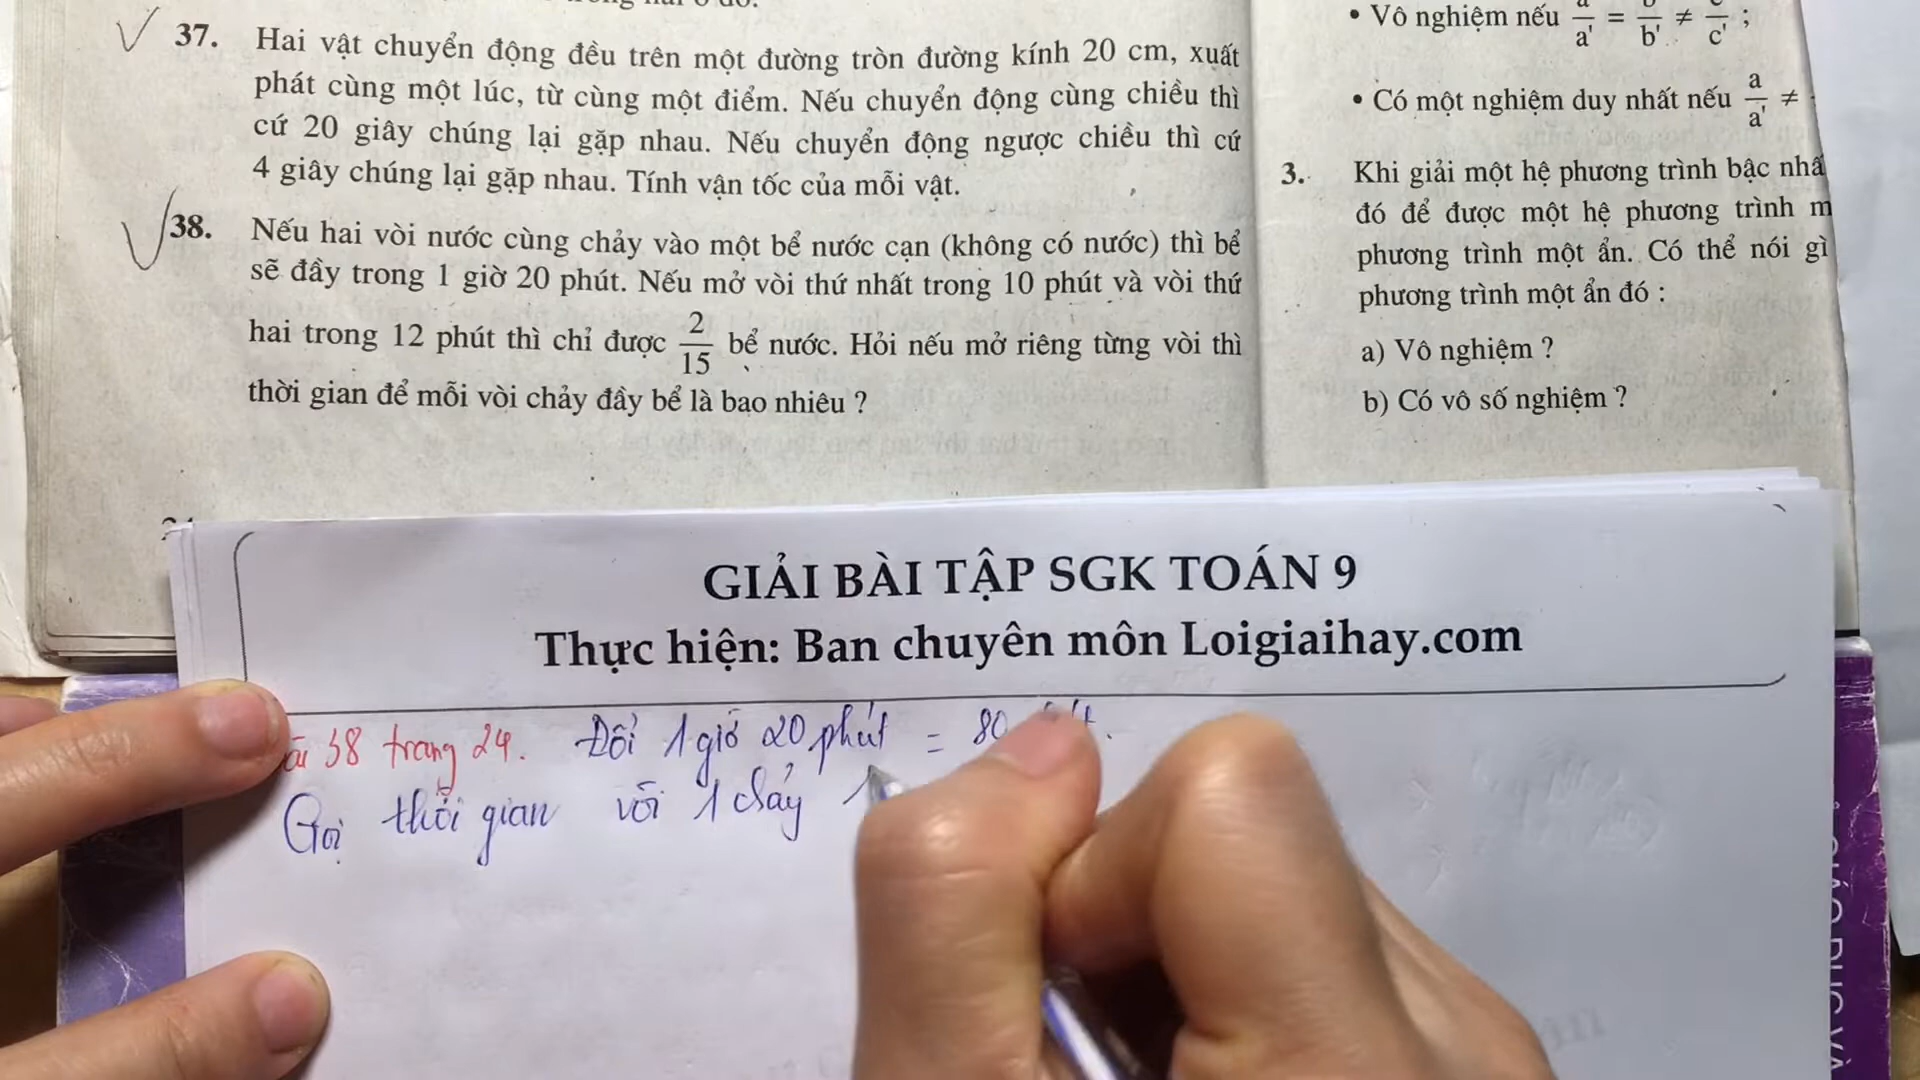 37. Hai vật chuyển động đều trên một đường tròn đường kính 20 cm, xuất
phát cùng một lúc, từ cùng một điểm. Nếu chuyển động cùng chiều thì
cứ 20 giây chúng lại gặp nhau. Nếu chuyển động ngược chiều thì cứ
4 giây chúng lại gặp nhau. Tính vận tốc của mỗi vật.
38. Nếu hai vòi nước cùng chảy vào một bể nước cạn (không có nước) thì bể
sẽ đầy trong 1 giờ 20 phút. Nếu mở vòi thứ nhất trong 10 phút và vòi thứ
hai trong 12 phút thì chỉ được 2/15 bể nước. Hỏi nếu mở riêng từng vòi thì
thời gian để mỗi vòi chảy đầy bể là bao nhiêu ?
• Vô nghiệm nếu a/a' = b/b' ≠ c/c' ;
• Có một nghiệm duy nhất nếu a/a' ≠
3. Khi giải một hệ phương trình bậc
đó để được một hệ phương trình
phương trình một ẩn. Có thể nói gì
phương trình một ẩn đó :
a) Vô nghiệm ?
b) Có vô số nghiệm ?
GIẢI BÀI TẬP SGK TOÁN 9
Thực hiện: Ban chuyên môn Loigiaihay.com
38 trang 24. Đổi 1 giờ 20 phút = 80
Gọi thời gian vòi 1 chảy